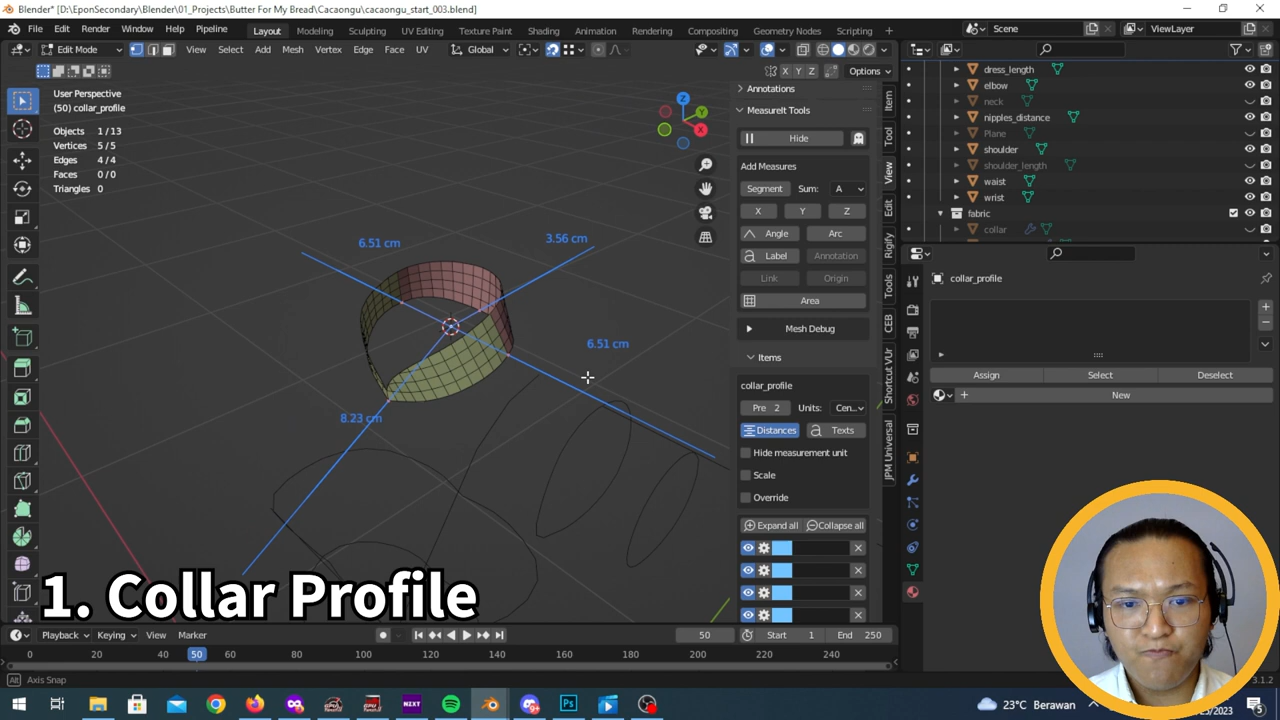 Blender* [D:\EponSecondary\Blender\01_Projects\Butter For My Bread\Cacaongu\cacaongu_start_003.blend]
File Edit Render Window Help Pipeline
Layout Modeling Sculpting UV Editing Texture Paint Shading Animation Rendering Compositing Geometry Nodes Scripting +
Scene ViewLayer
Edit Mode View Select Add Mesh Vertex Edge Face UV Global
X Y Z Options
User Perspective
(50) collar_profile
Objects 1/13
Vertices 5/5
Edges 4/4
Faces 0/0
Triangles 0
Z
Y
X
6.51 cm
3.56 cm
6.51 cm
8.23 cm
Annotations
MeasureIt Tools
Hide
Add Measures
Segment Sum: A
X Y Z
Angle Arc
Label Annotation
Link Origin
Area
Mesh Debug
Items
collar_profile
Pre 2 Units: Cen...
Distances Texts
Hide measurement unit
Scale
Override
Expand all Collapse all
Item
Tool
View
Edit
Rigify
Tools
CEB
Shortcut VUr
JPM Universal
dress_length
elbow
neck
nipples_distance
Plane
shoulder
shoulder_length
waist
wrist
fabric
collar
collar_profile
Assign Select Deselect
New
1. Collar Profile
Playback Keying View Marker
50 Start 1 End 250
0 20 40 50 60 80 100 120 140 160 180 200 220 240
Alt Axis Snap
3.1.2
NZXT
Ps
23°C Berawan
5